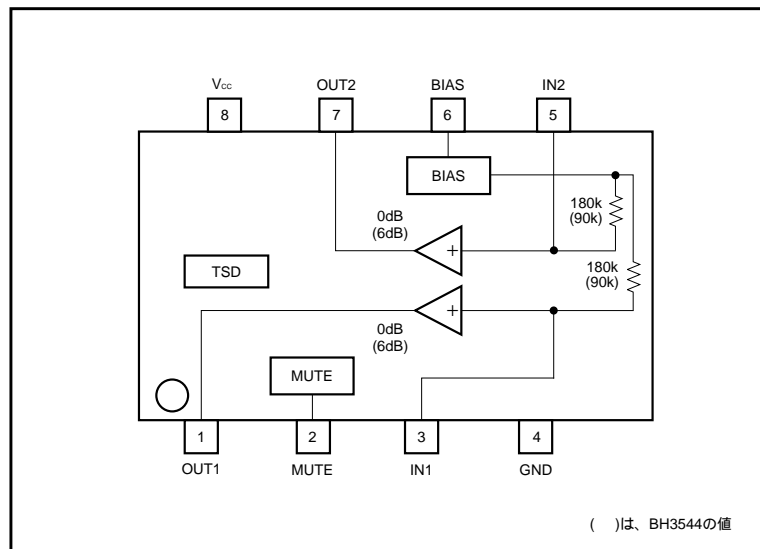 Vcc OUT2 BIAS IN2
8 7 6 5
BIAS
180k
(90k)
0dB
(6dB)
+
180k
(90k)
TSD
+
0dB
(6dB)
MUTE
1 2 3 4
OUT1 MUTE IN1 GND
( )は、BH3544の値